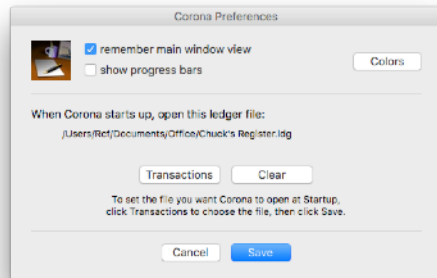 Corona Preferences
remember main window view
show progress bars
Colors
When Corona starts up, open this ledger file:
/Users/Rcf/Documents/Office/Chuck's Register.ldg
Transactions Clear
To set the file you want Corona to open at Startup,
click Transactions to choose the file, then click Save.
Cancel Save